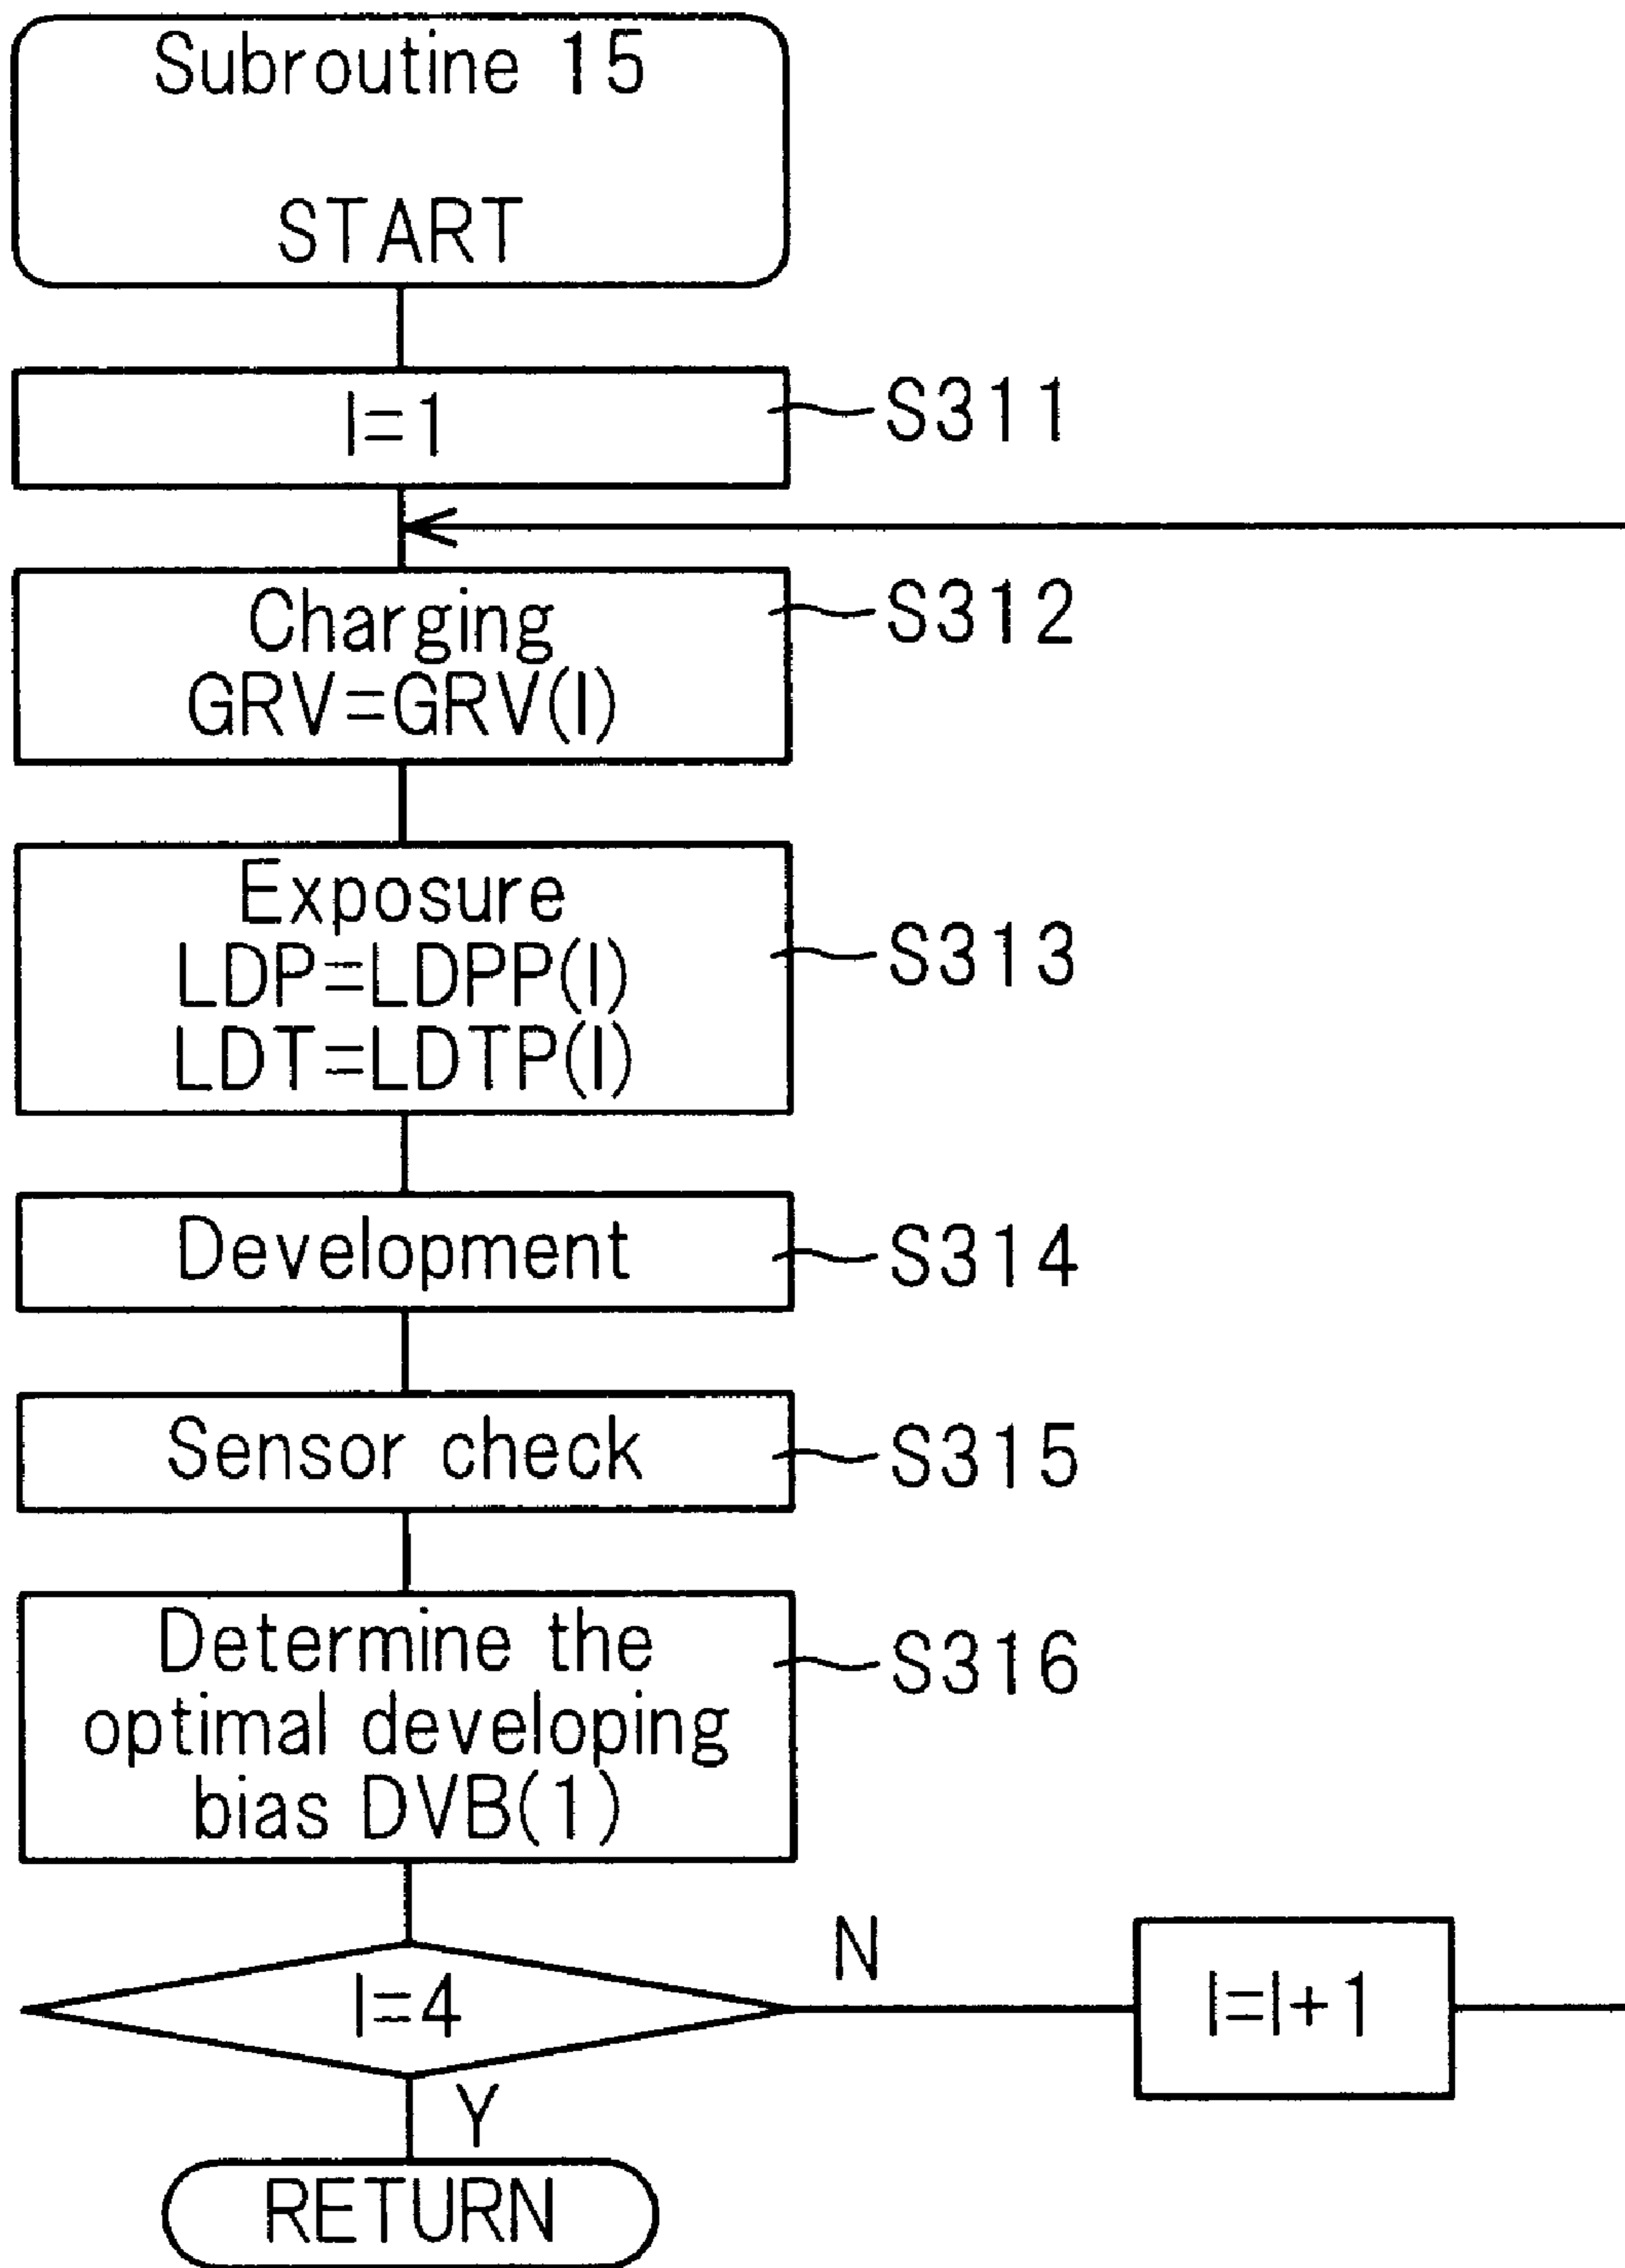 Subroutine 15
START
I=1
S311
Charging
GRV=GRV(I)
S312
Exposure
LDP=LDPP(I)
LDT=LDTP(I)
S313
Development
S314
Sensor check
S315
Determine the
optimal developing
bias DVB(1)
S316
I=4
N
I=I+1
Y
RETURN